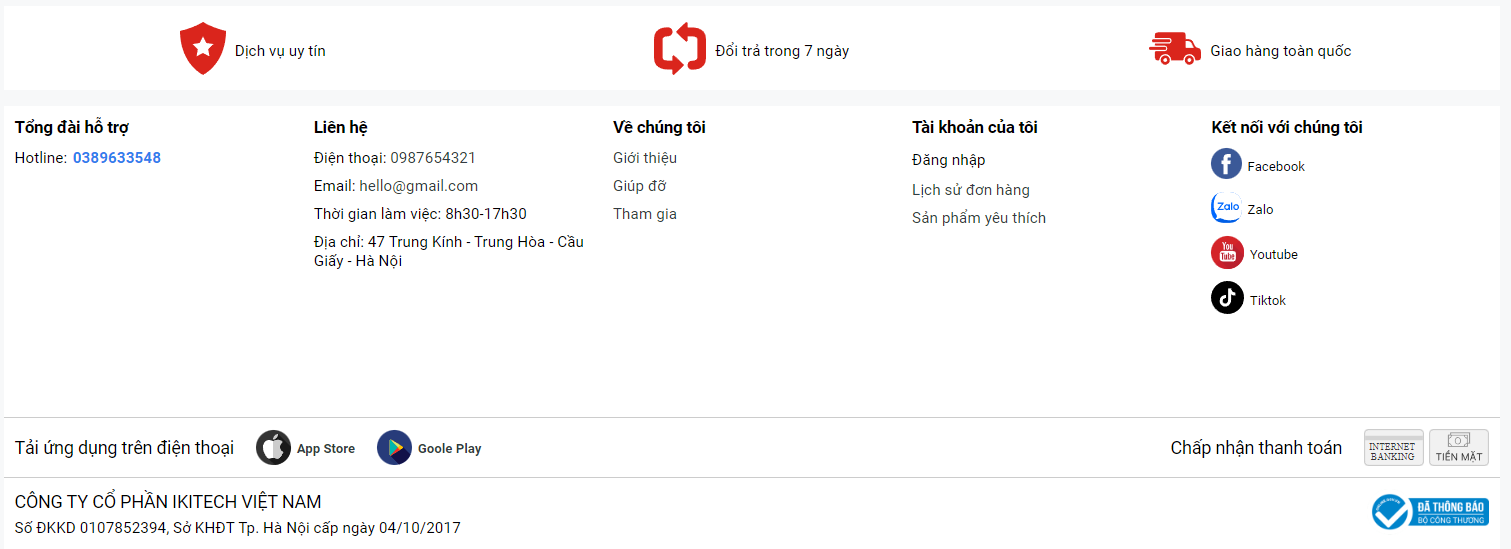 Dịch vụ uy tín
Đổi trả trong 7 ngày
Giao hàng toàn quốc
Tổng đài hỗ trợ
Hotline: 0389633548
Liên hệ
Điện thoại: 0987654321
Email: hello@gmail.com
Thời gian làm việc: 8h30-17h30
Địa chỉ: 47 Trung Kính - Trung Hòa - Cầu
Giấy - Hà Nội
Về chúng tôi
Giới thiệu
Giúp đỡ
Tham gia
Tài khoản của tôi
Đăng nhập
Lịch sử đơn hàng
Sản phẩm yêu thích
Kết nối với chúng tôi
Facebook
Zalo
Zalo
You
Tube
Youtube
Tiktok
Tải ứng dụng trên điện thoại
App Store
Goole Play
Chấp nhận thanh toán
INTERNET
BANKING
TIỀN MẶT
CÔNG TY CỔ PHẦN IKITECH VIỆT NAM
Số ĐKKD 0107852394, Sở KHĐT Tp. Hà Nội cấp ngày 04/10/2017
ĐÃ THÔNG BÁO
BỘ CÔNG THƯƠNG